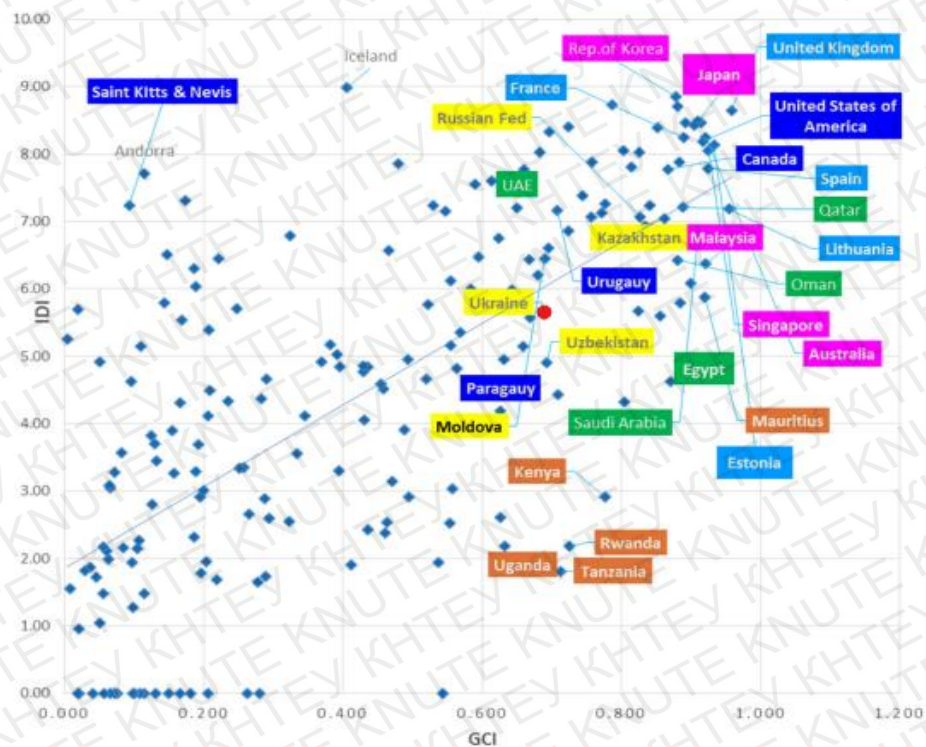 10.00
9.00
8.00
7.00
6.00
5.00
4.00
3.00
2.00
1.00
0.00
IDI
0.000
0.200
0.400
0.600
0.800
1.000
1.200
GCI
Iceland
Rep.of Korea
United Kingdom
Japan
Saint KItts & Nevis
France
Russian Fed
United States of
America
Andorra
Canada
UAE
Spain
Qatar
Kazakhstan
Malaysia
Lithuania
Urugauy
Oman
Ukraine
Singapore
Uzbekistan
Australia
Egypt
Paragauy
Moldova
Saudi Arabia
Mauritius
Estonia
Kenya
Rwanda
Uganda
Tanzania
KNUTE КНТЕУ KNUTE КНТЕУ